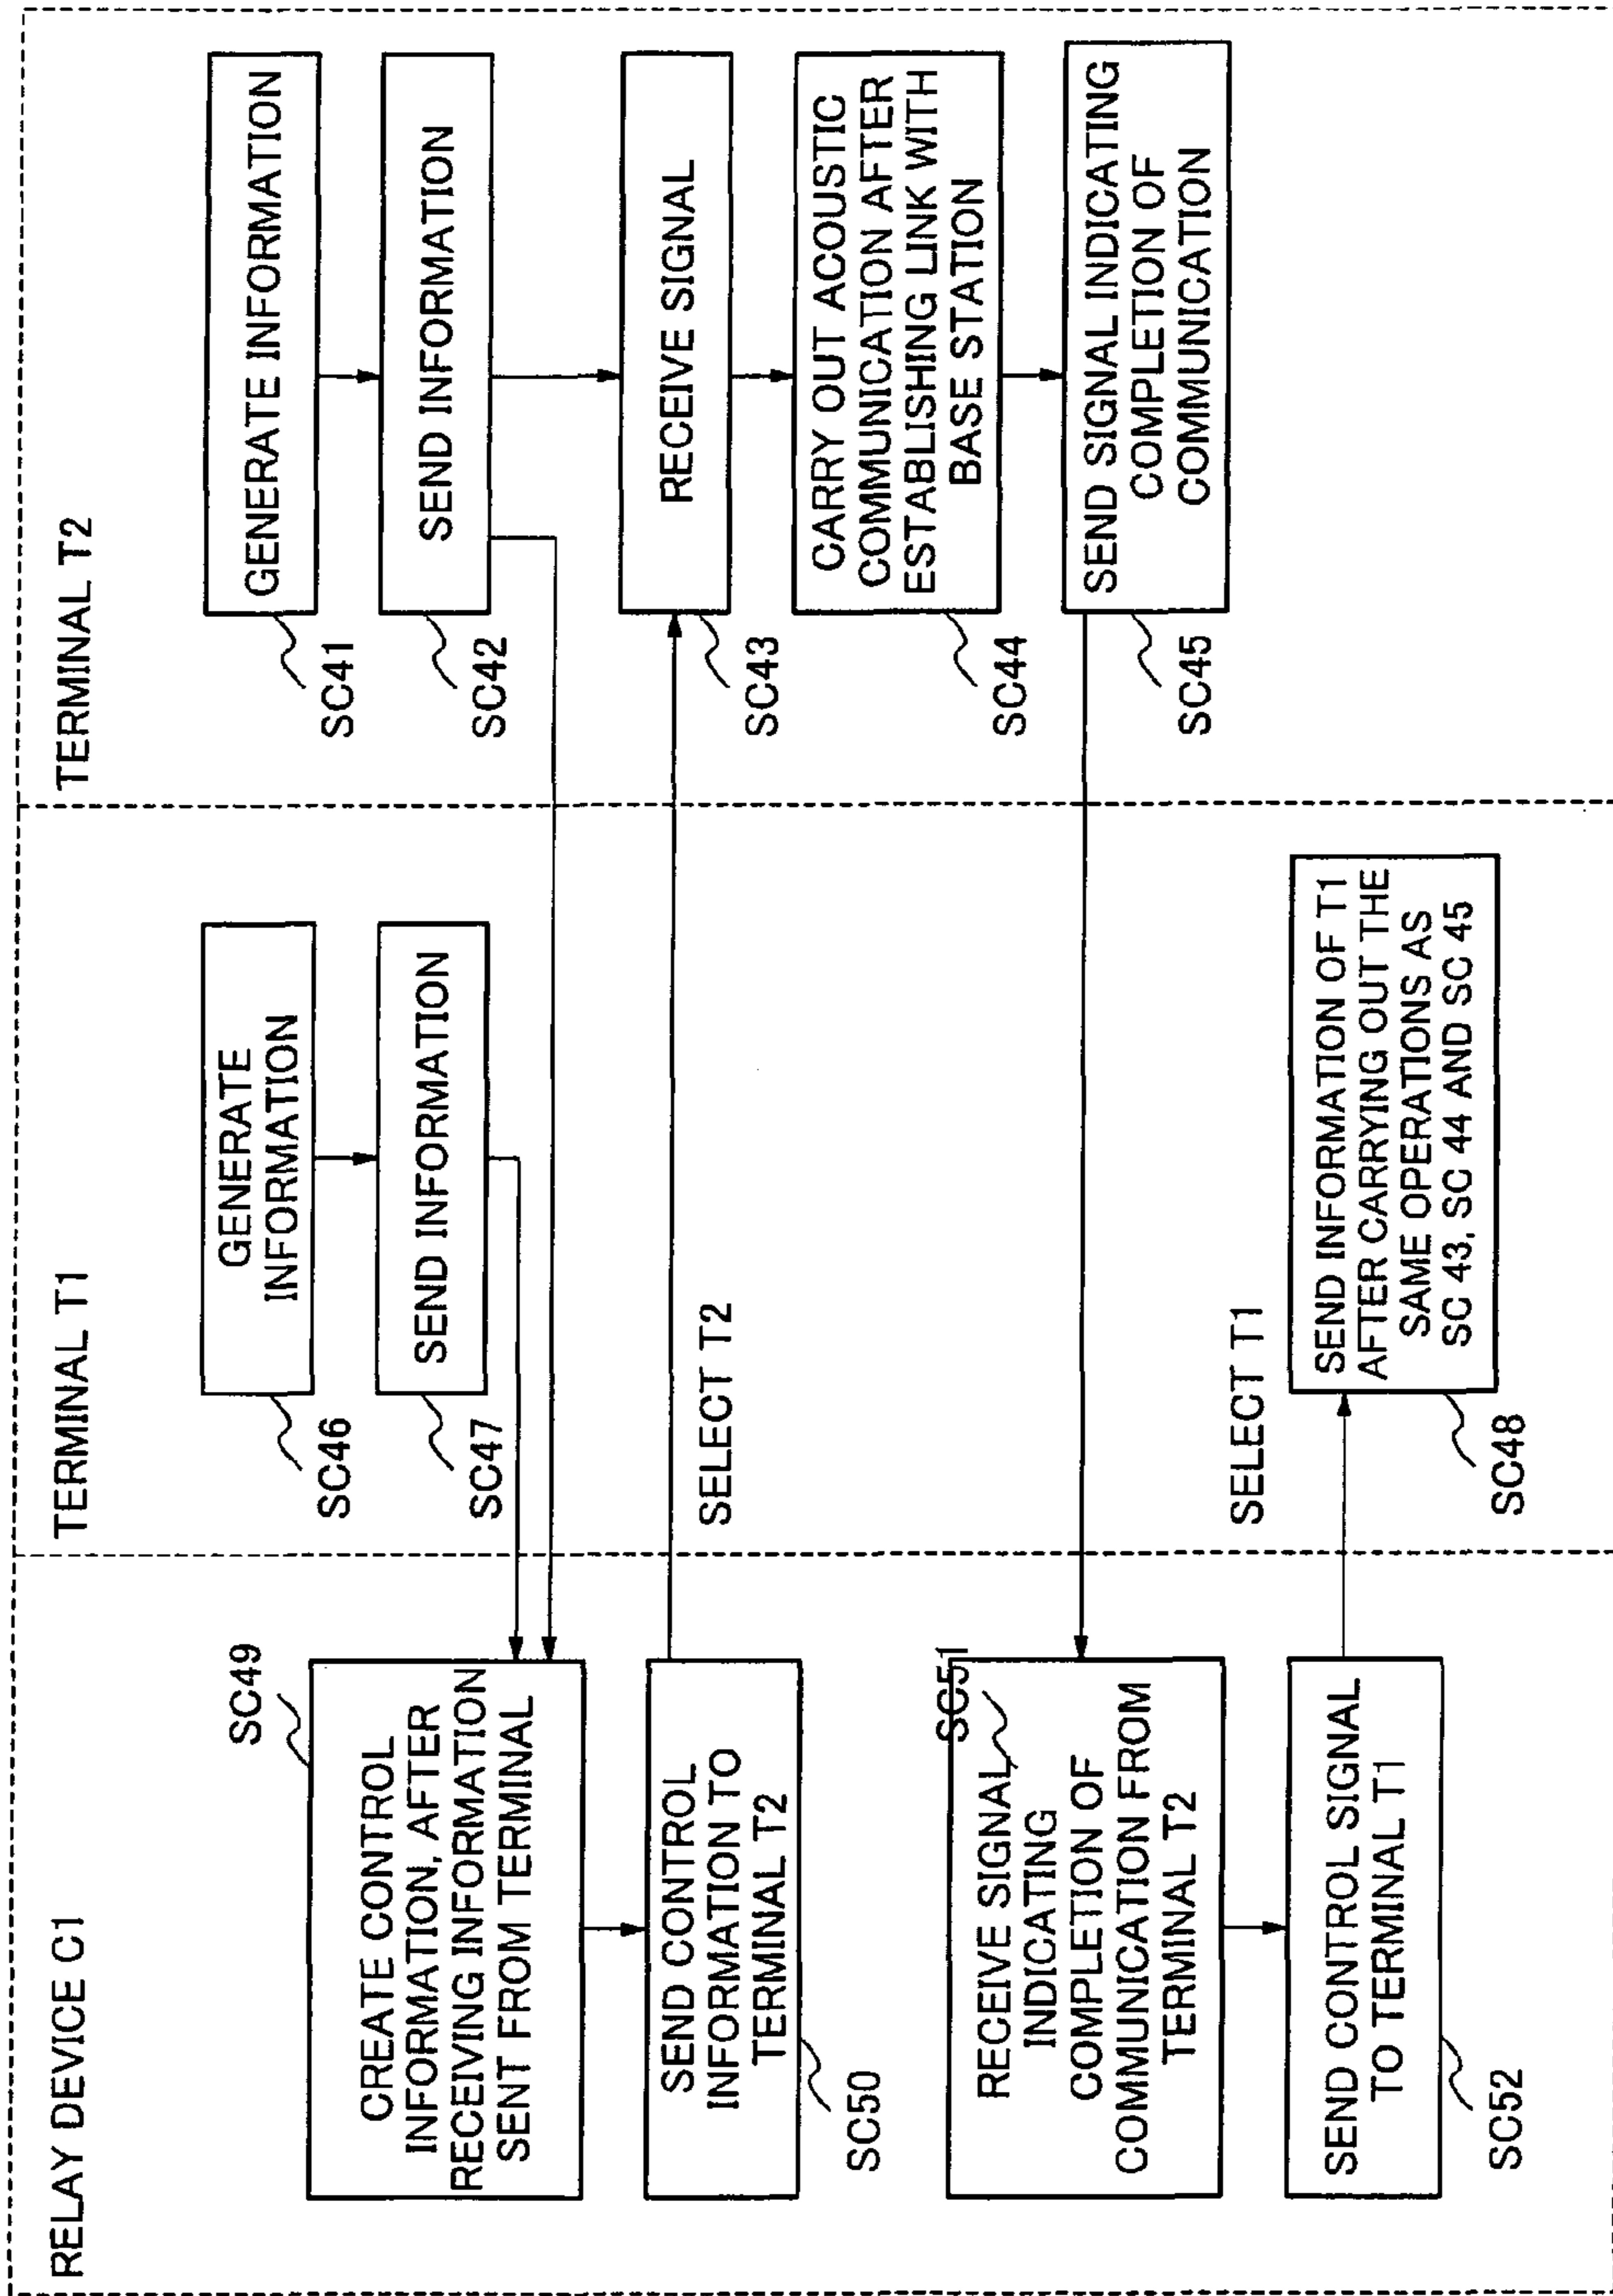 RELAY DEVICE C1
SC49
CREATE CONTROL
INFORMATION, AFTER
RECEIVING INFORMATION
SENT FROM TERMINAL
SEND CONTROL
INFORMATION TO
TERMINAL T2
SC50
SC51
RECEIVE SIGNAL
INDICATING
COMPLETION OF
COMMUNICATION FROM
TERMINAL T2
SEND CONTROL SIGNAL
TO TERMINAL T1
SC52
TERMINAL T1
GENERATE
INFORMATION
SC46
SEND INFORMATION
SC47
SELECT T2
SELECT T1
SEND INFORMATION OF T1
AFTER CARRYING OUT THE
SAME OPERATIONS AS
SC 43, SC 44 AND SC 45
SC48
TERMINAL T2
GENERATE INFORMATION
SC41
SEND INFORMATION
SC42
RECEIVE SIGNAL
SC43
CARRY OUT ACOUSTIC
COMMUNICATION AFTER
ESTABLISHING LINK WITH
BASE STATION
SC44
SEND SIGNAL INDICATING
COMPLETION OF
COMMUNICATION
SC45